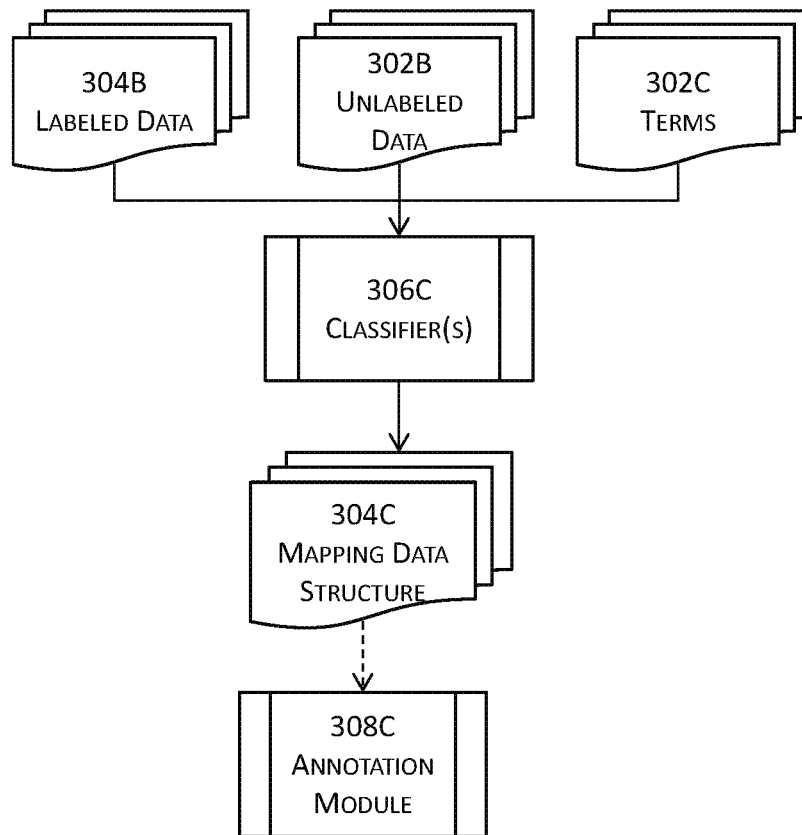 304B
LABELED DATA
302B
UNLABELED
DATA
302C
TERMS
306C
CLASSIFIER(S)
304C
MAPPING DATA
STRUCTURE
308C
ANNOTATION
MODULE